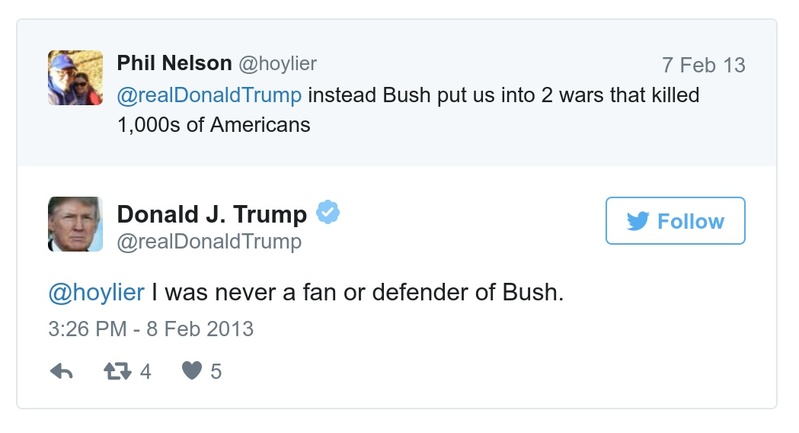 Phil Nelson @hoylier 7 Feb 13
@realDonaldTrump instead Bush put us into 2 wars that killed
1,000s of Americans
Donald J. Trump
@realDonaldTrump
Follow
@hoylier I was never a fan or defender of Bush.
3:26 PM - 8 Feb 2013
4 5